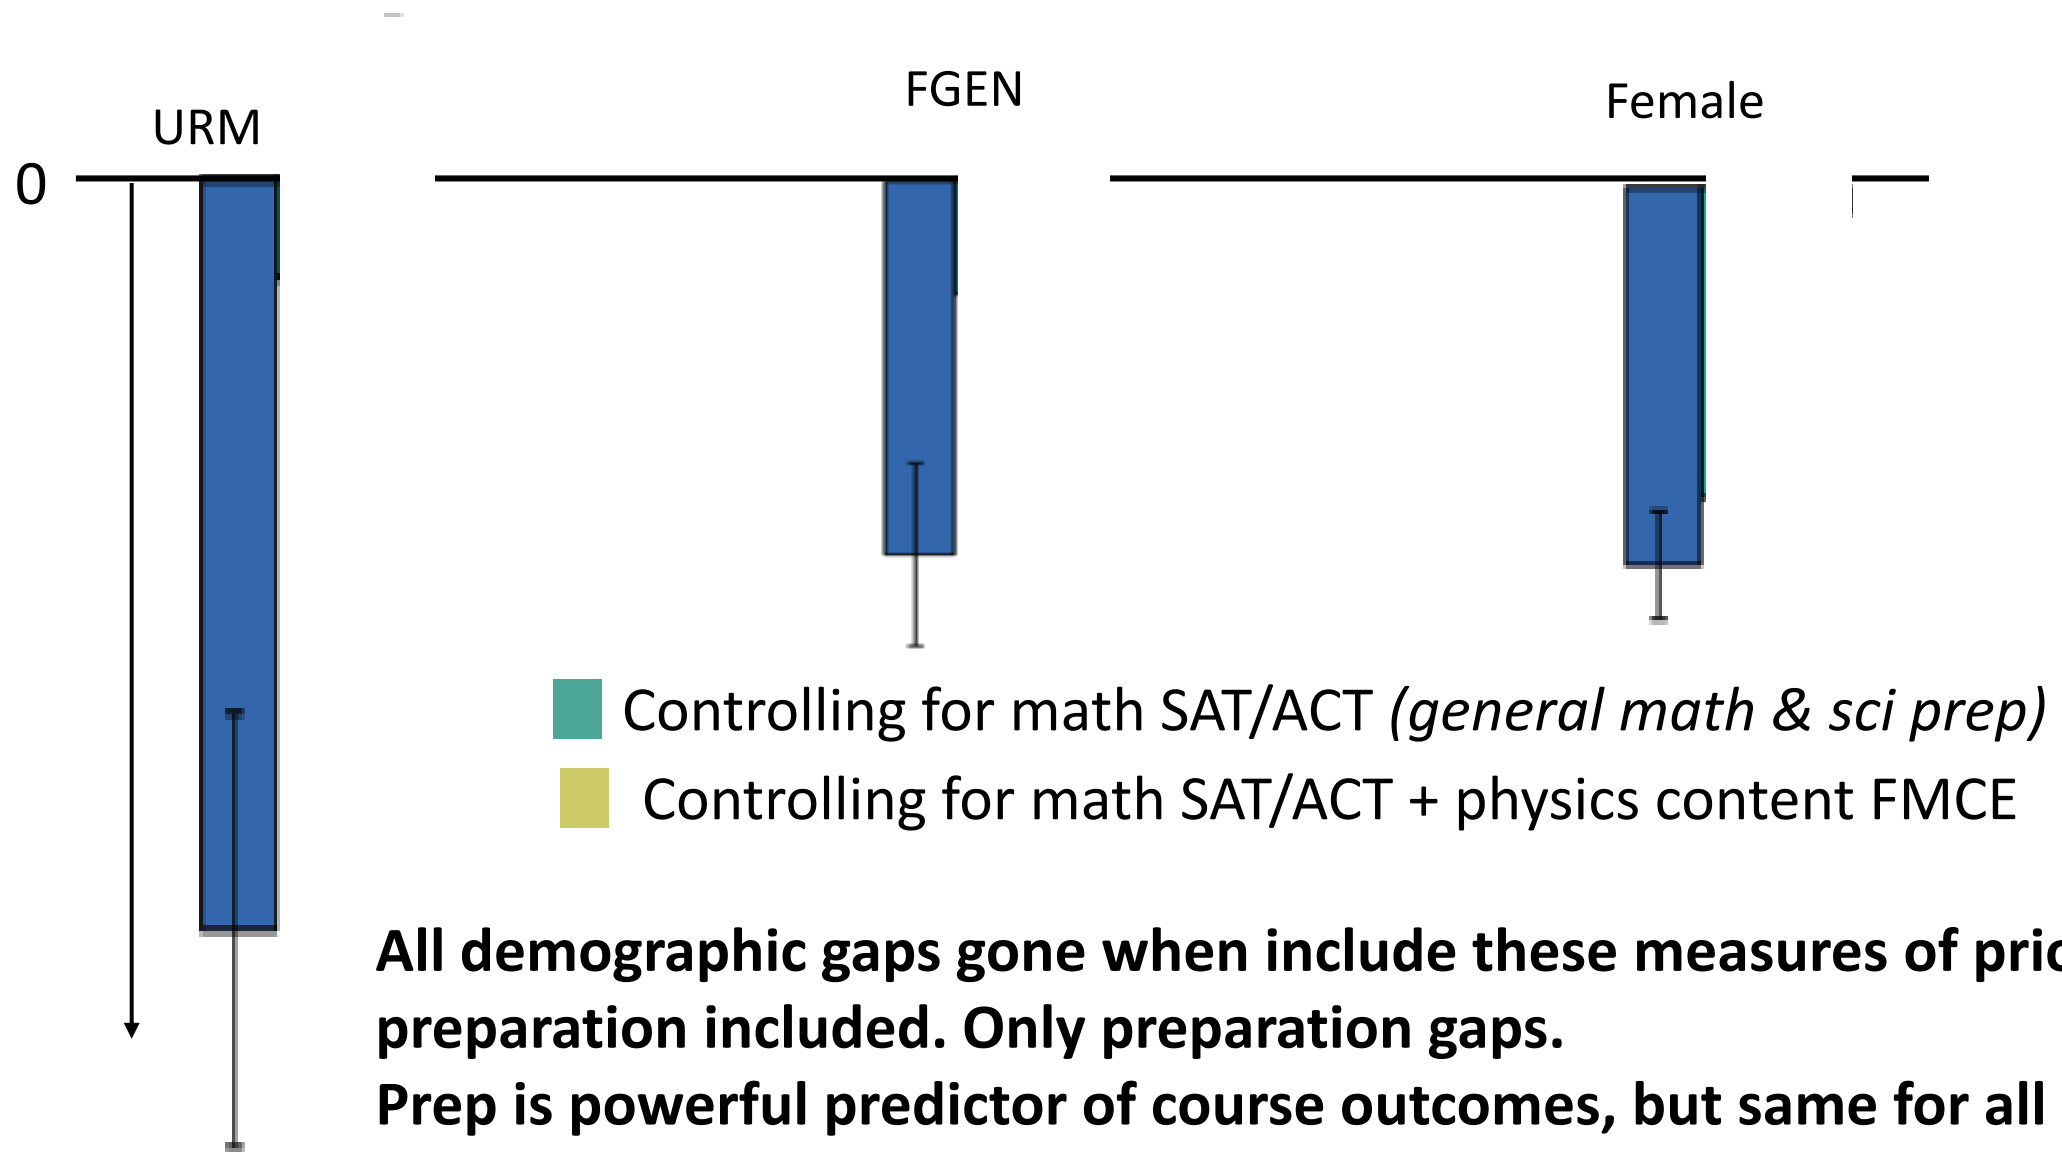 FGEN
Female
URM
0
Controlling for math SAT/ACT (general math & sci prep)
Controlling for math SAT/ACT + physics content FMCE
All demographic gaps gone when include these measures of
preparation included. Only preparation gaps.
Prep is powerful predictor of course outcomes, but same for all